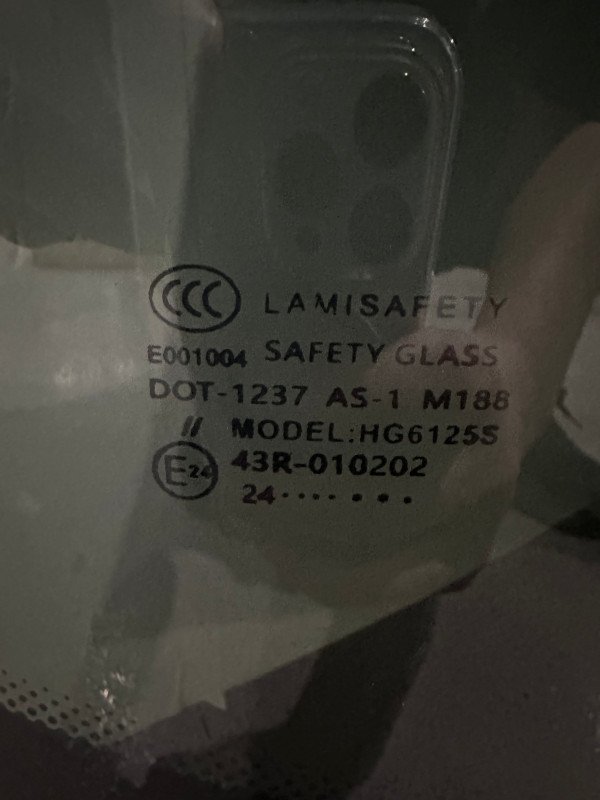 CCC LAMISAFETY
E001004 SAFETY GLASS
DOT-1237 AS-1 M188
// MODEL:HG6125S
E24 43R-010202
24·······